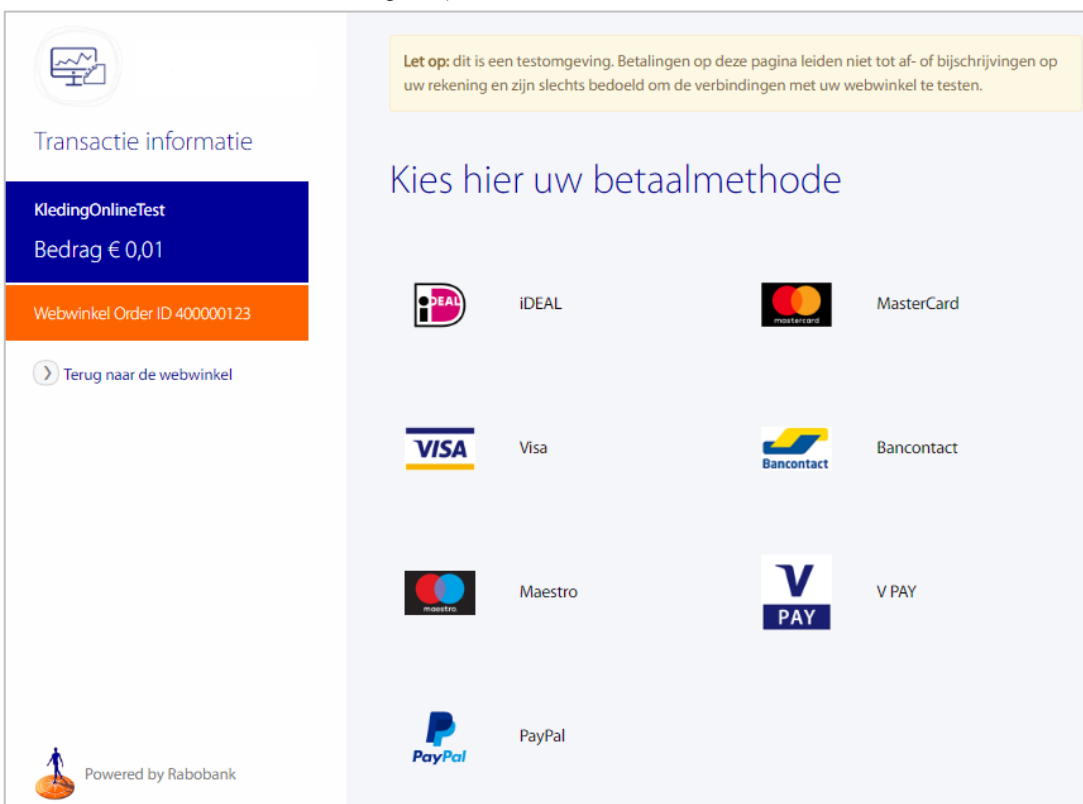 Let op: dit is een testomgeving. Betalingen op deze pagina leiden niet tot af- of bijschrijvingen op
uw rekening en zijn slechts bedoeld om de verbindingen met uw webwinkel te testen.
Transactie informatie
KledingOnlineTest
Bedrag € 0,01
Webwinkel Order ID 400000123
Terug naar de webwinkel
Kies hier uw betaalmethode
iDEAL
iDEAL
mastercard
MasterCard
VISA
Visa
Bancontact
Bancontact
maestro
Maestro
V
PAY
V PAY
PayPal
PayPal
Powered by Rabobank